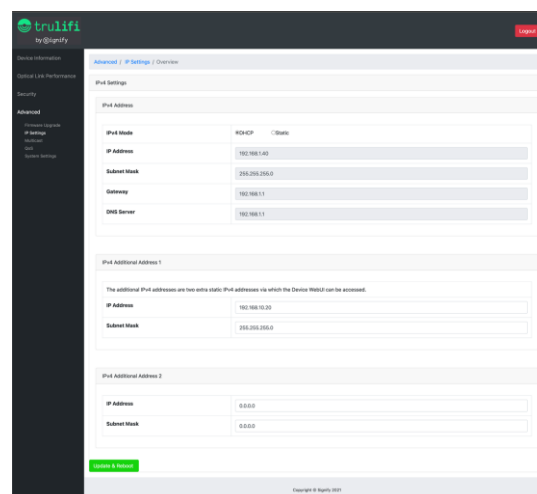 trulifi
by Signify
Logout
Device Information
Optical Link Performance
Security
Advanced
Firmware Upgrade
IP Settings
Multicast
QoS
System Settings
Advanced / IP Settings / Overview
IPv4 Settings
IPv4 Address
IPv4 Mode DHCP Static
IP Address 192.168.1.40
Subnet Mask 255.255.255.0
Gateway 192.168.1.1
DNS Server 192.168.1.1
IPv4 Additional Address 1
The additional IPv4 addresses are two extra static IPv4 addresses via which the Device WebUI can be accessed.
IP Address 192.168.10.20
Subnet Mask 255.255.255.0
IPv4 Additional Address 2
IP Address 0.0.0.0
Subnet Mask 0.0.0.0
Update & Reboot
Copyright © Signify 2021